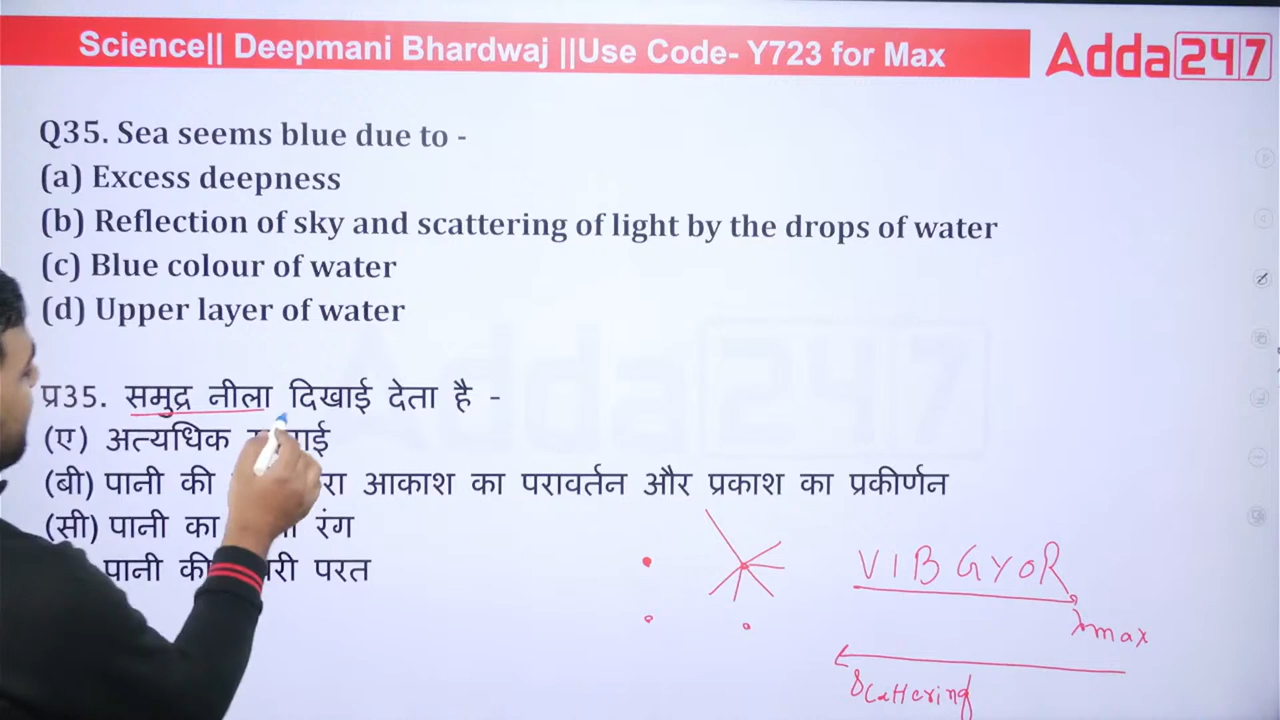 Science|| Deepmani Bhardwaj ||Use Code- Y723 for Max
Adda247
Q35. Sea seems blue due to -
(a) Excess deepness
(b) Reflection of sky and scattering of light by the drops of water
(c) Blue colour of water
(d) Upper layer of water
Adda247
प्र35. समुद्र नीला दिखाई देता है -
(ए) अत्यधिक
(बी) पानी की आकाश का परावर्तन और प्रकाश का प्रकीर्णन
(सी) पानी का रंग
पानी की परत
VIBGYOR
λmax
Scattering